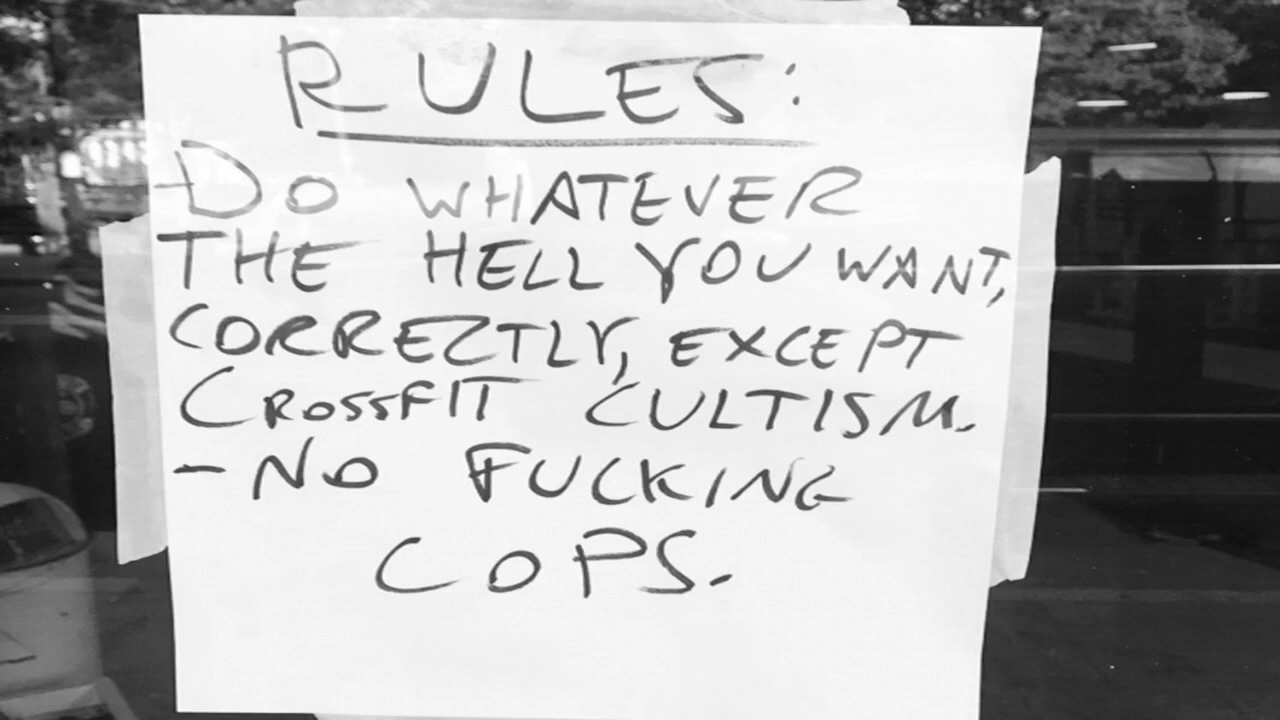 RULES:
DO WHATEVER
THE HELL YOU WANT,
CORRECTLY, EXCEPT
CROSSFIT CULTISM.
- NO FUCKING
COPS.